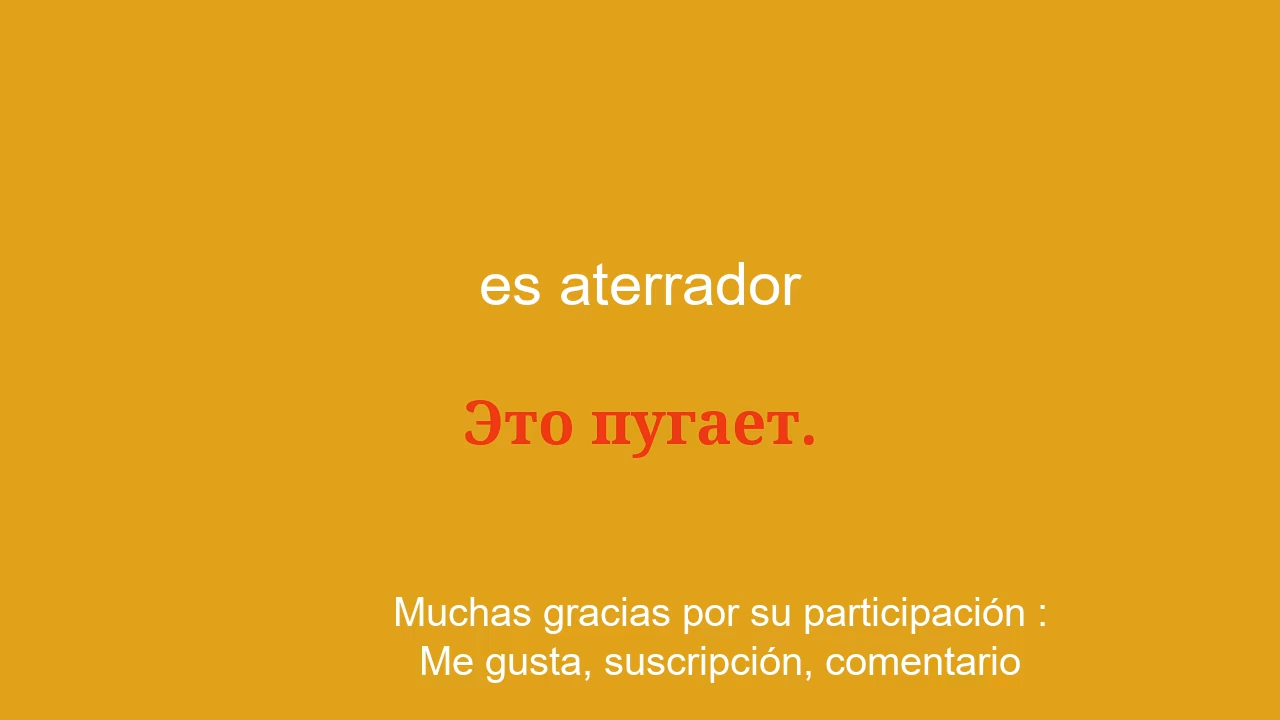 es aterrador
Это пугает.
Muchas gracias por su participación :
Me gusta, suscripción, comentario